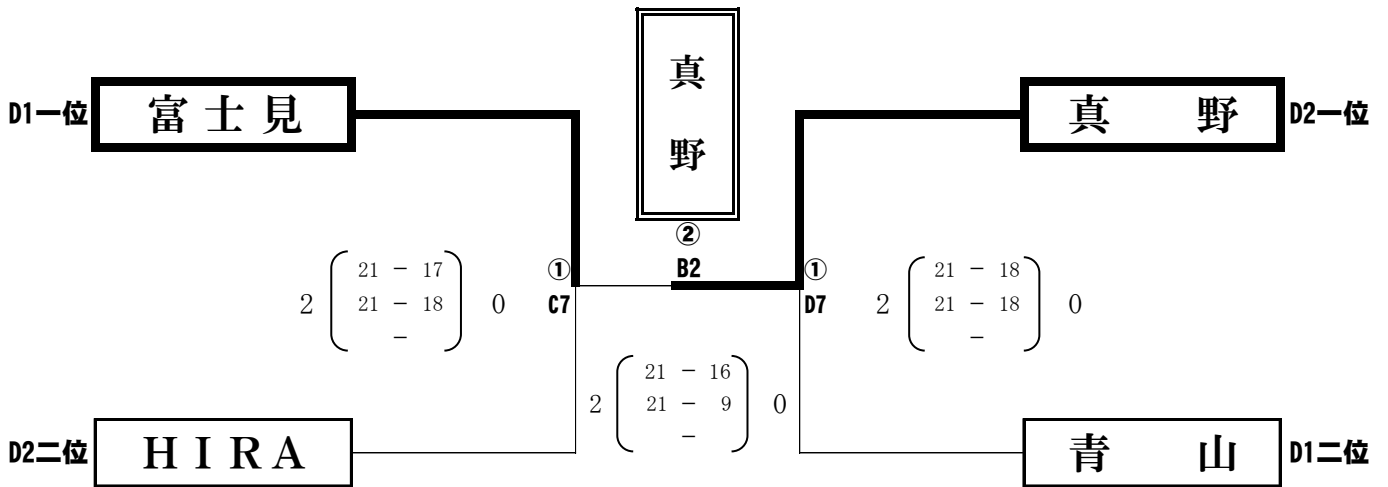 真
野
D1一位 富士見
真 野 D2一位
②
B2
① C7
① D7
2 21 - 17 0
21 - 18
-
2 21 - 18 0
21 - 18
-
2 21 - 16 0
21 - 9
-
D2二位 HIRA
青 山 D1二位